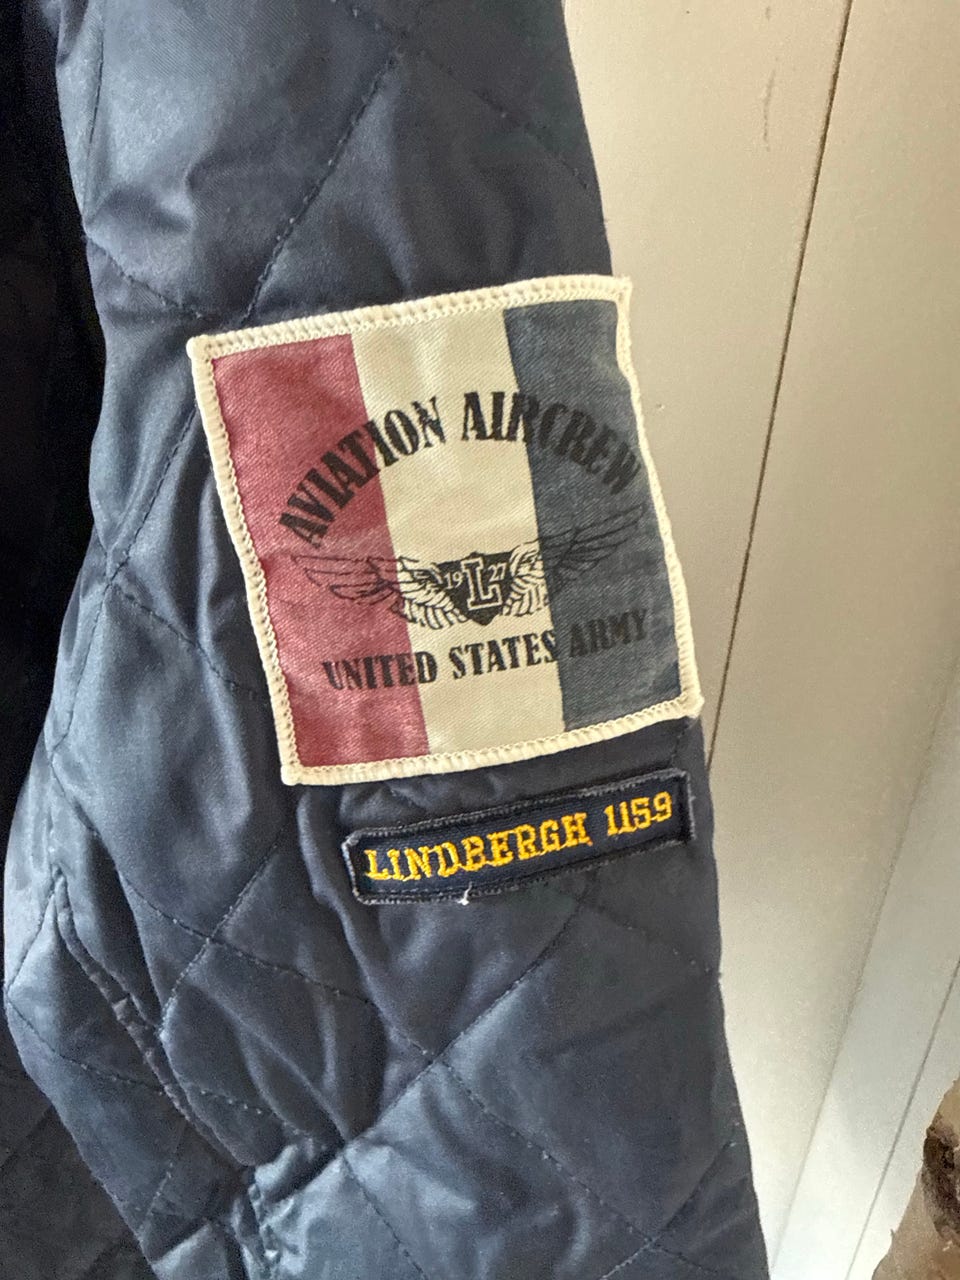 AVIATION AIRCREW
19 L 27
UNITED STATES ARMY
LINDBERGH 1159